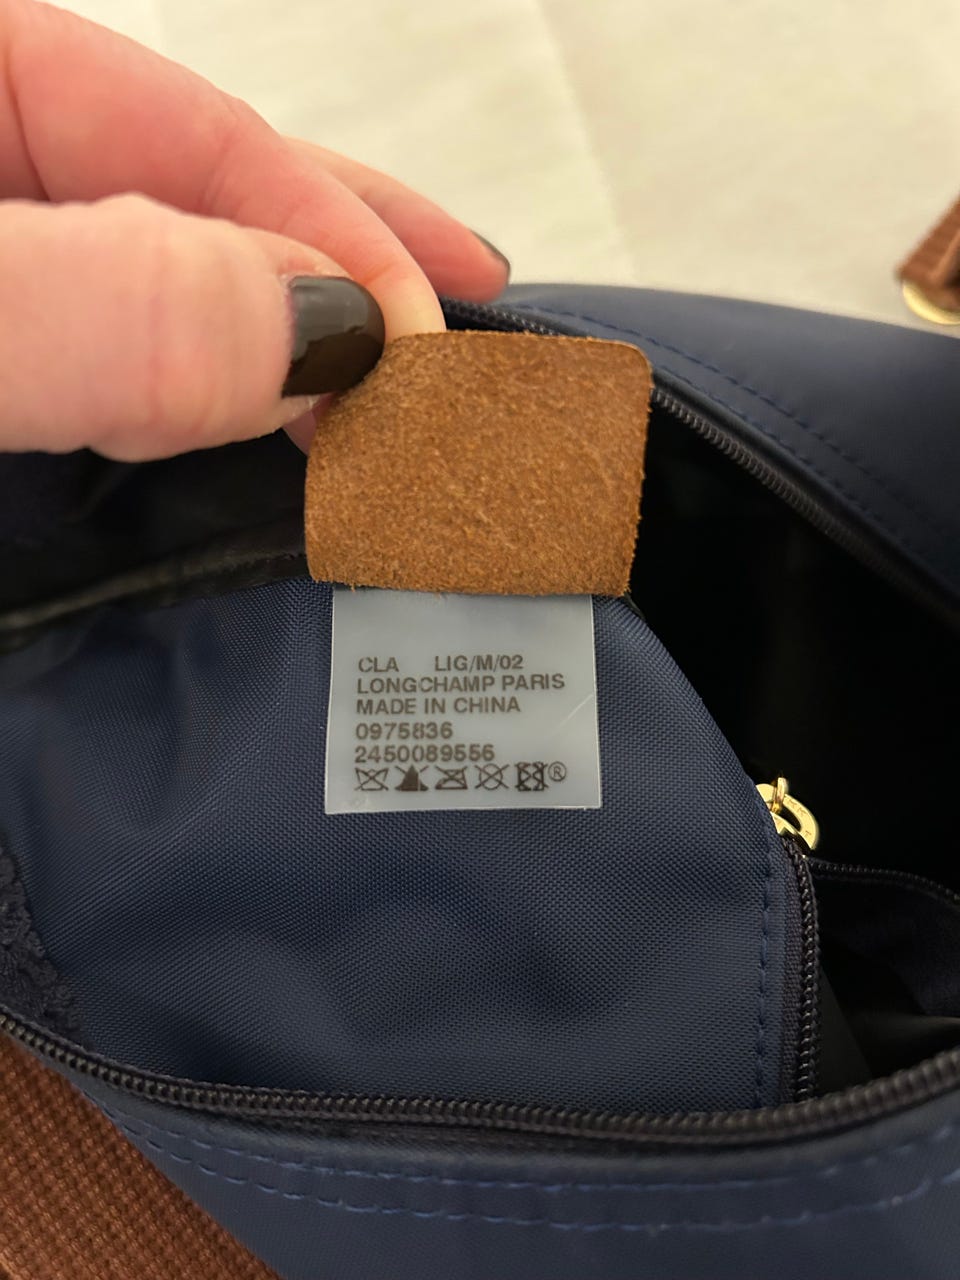 CLA LIG/M/02
LONGCHAMP PARIS
MADE IN CHINA
0975836
2450089556
®